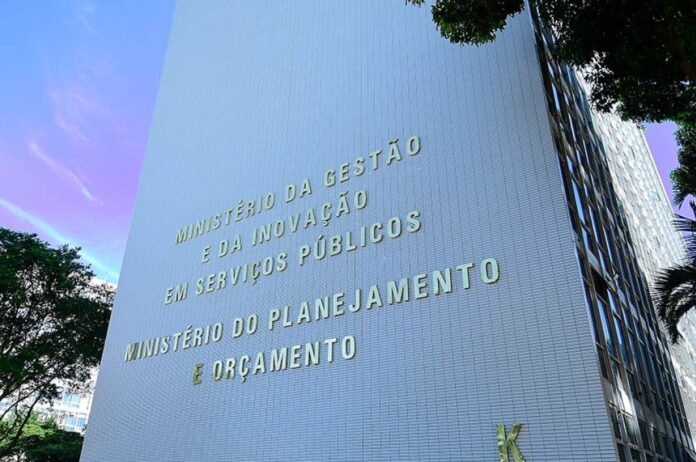 MINISTÉRIO DA GESTÃO
E DA INOVAÇÃO
EM SERVIÇOS PÚBLICOS
MINISTÉRIO DO PLANEJAMENTO
E ORÇAMENTO
K